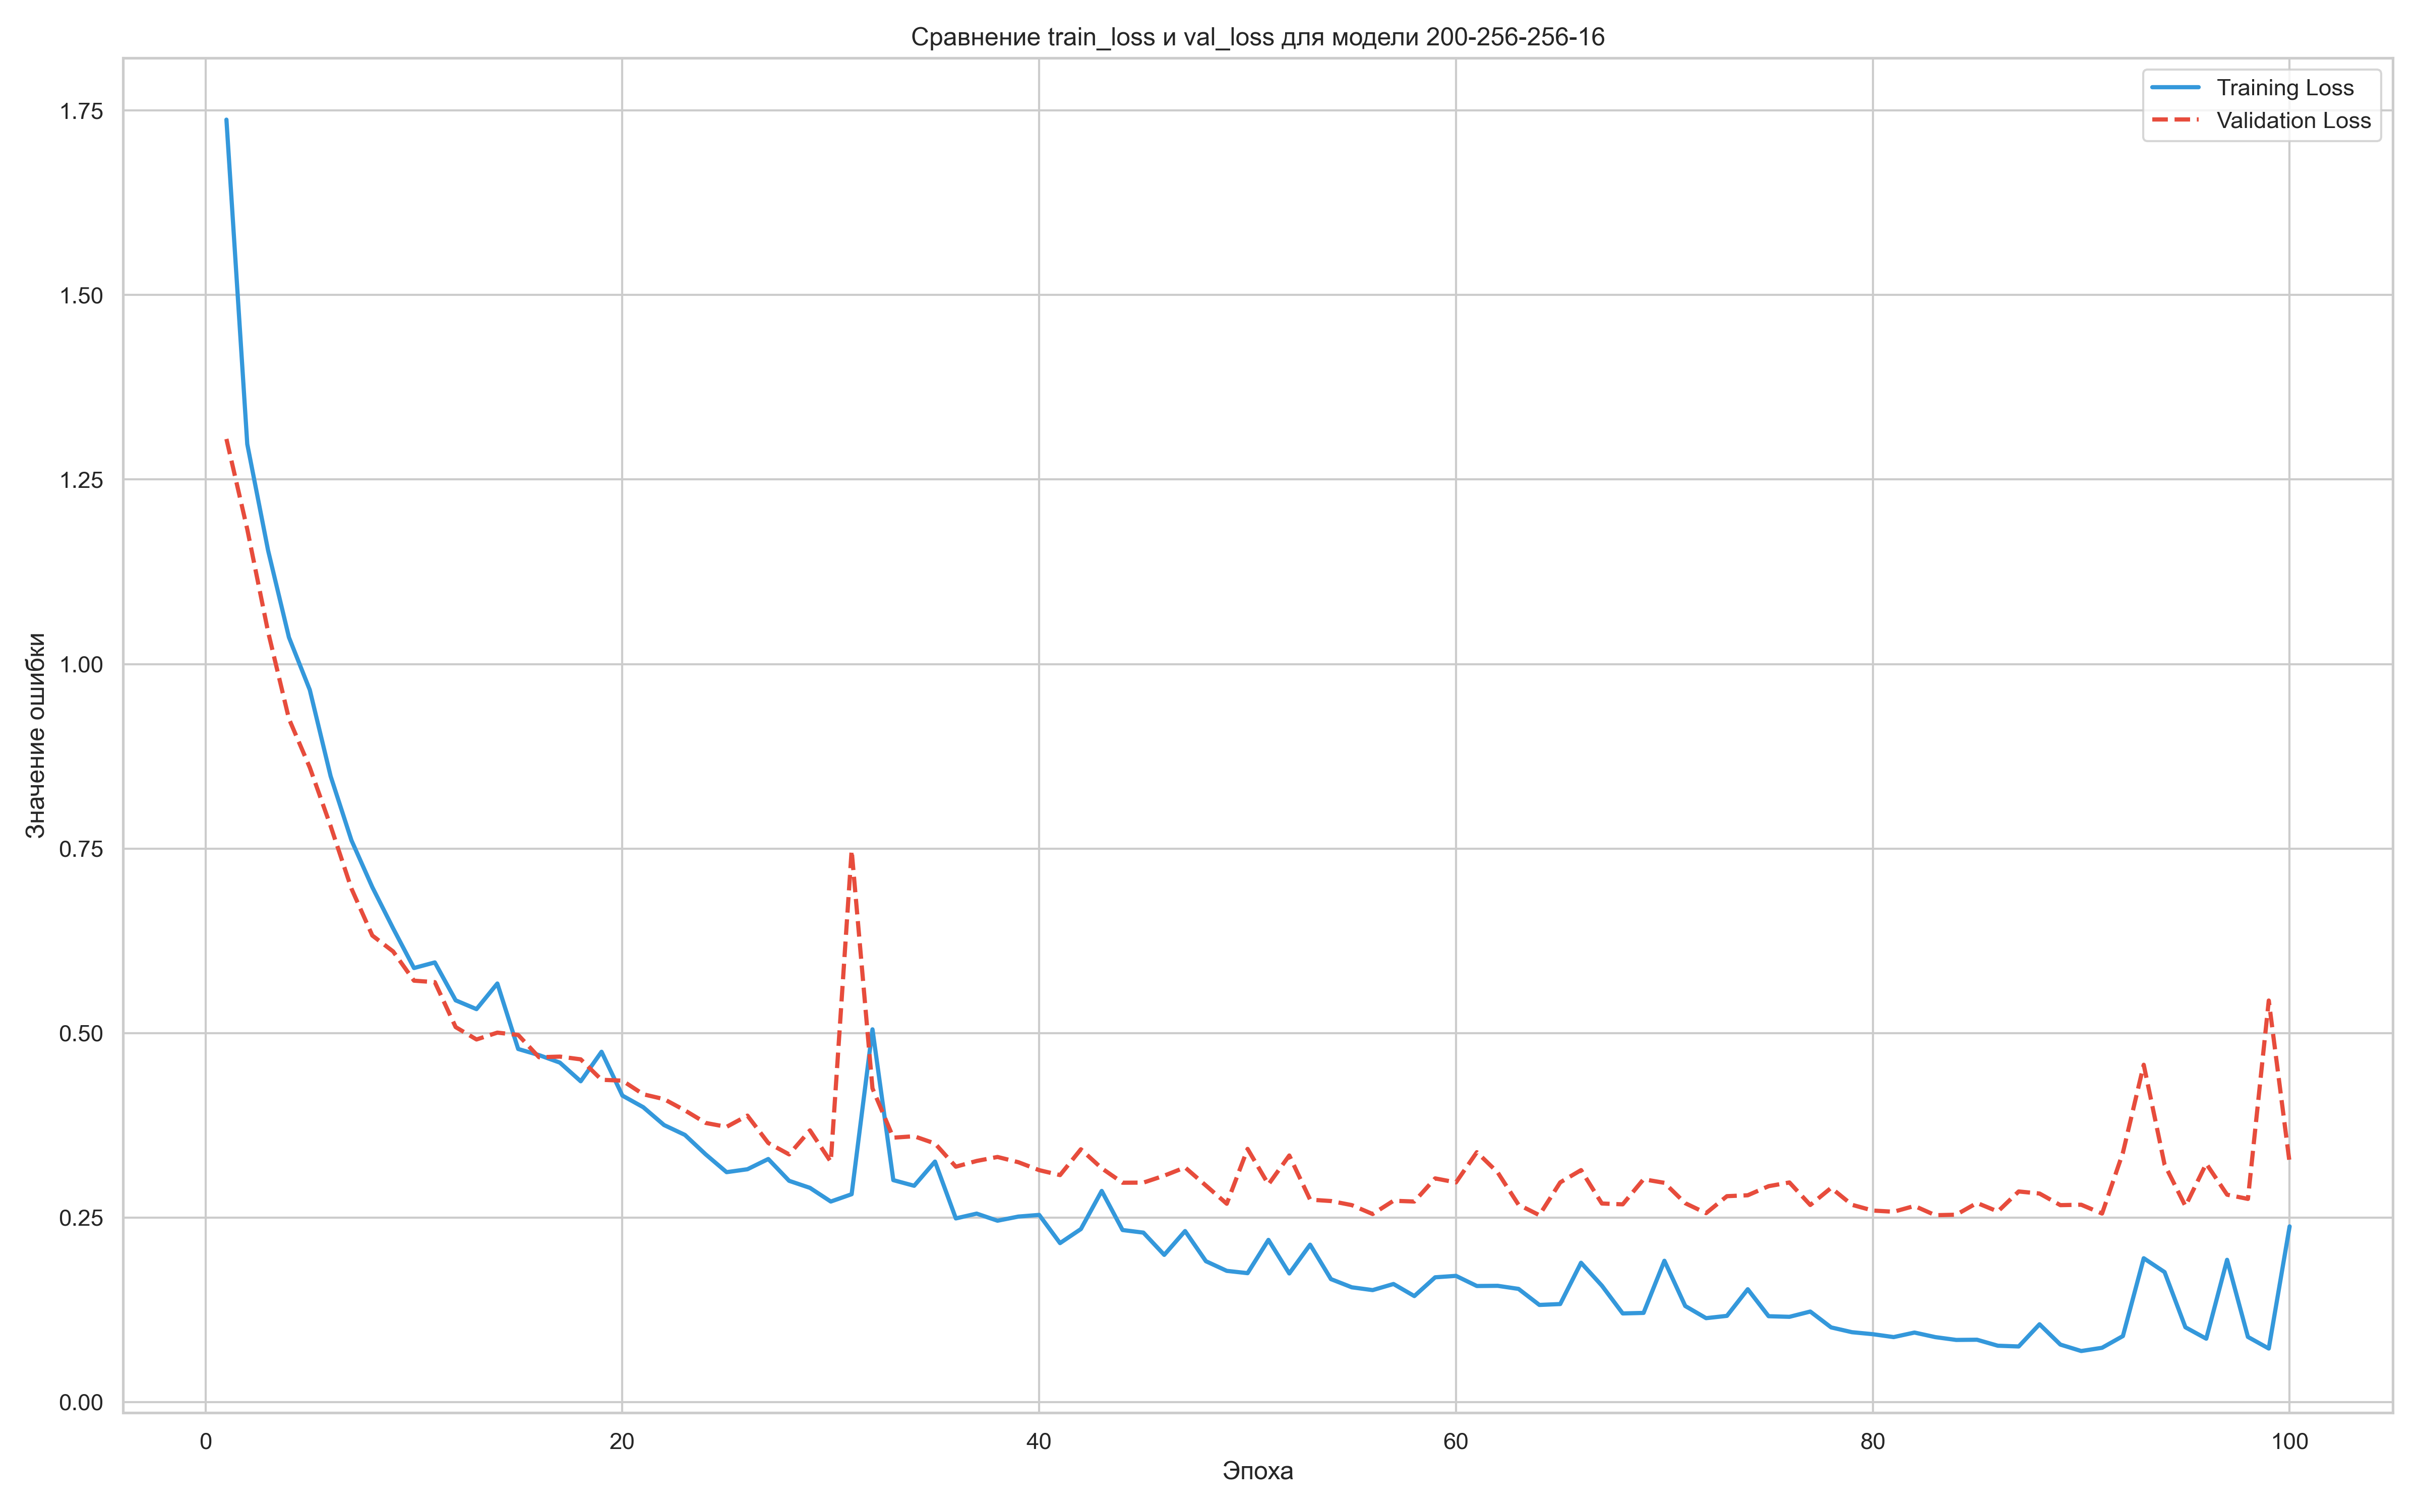 Сравнение train_loss и val_loss для модели 200-256-256-16
Training Loss
Validation Loss
Значение ошибки
1.75
1.50
1.25
1.00
0.75
0.50
0.25
0.00
0 20 40 60 80 100
Эпоха